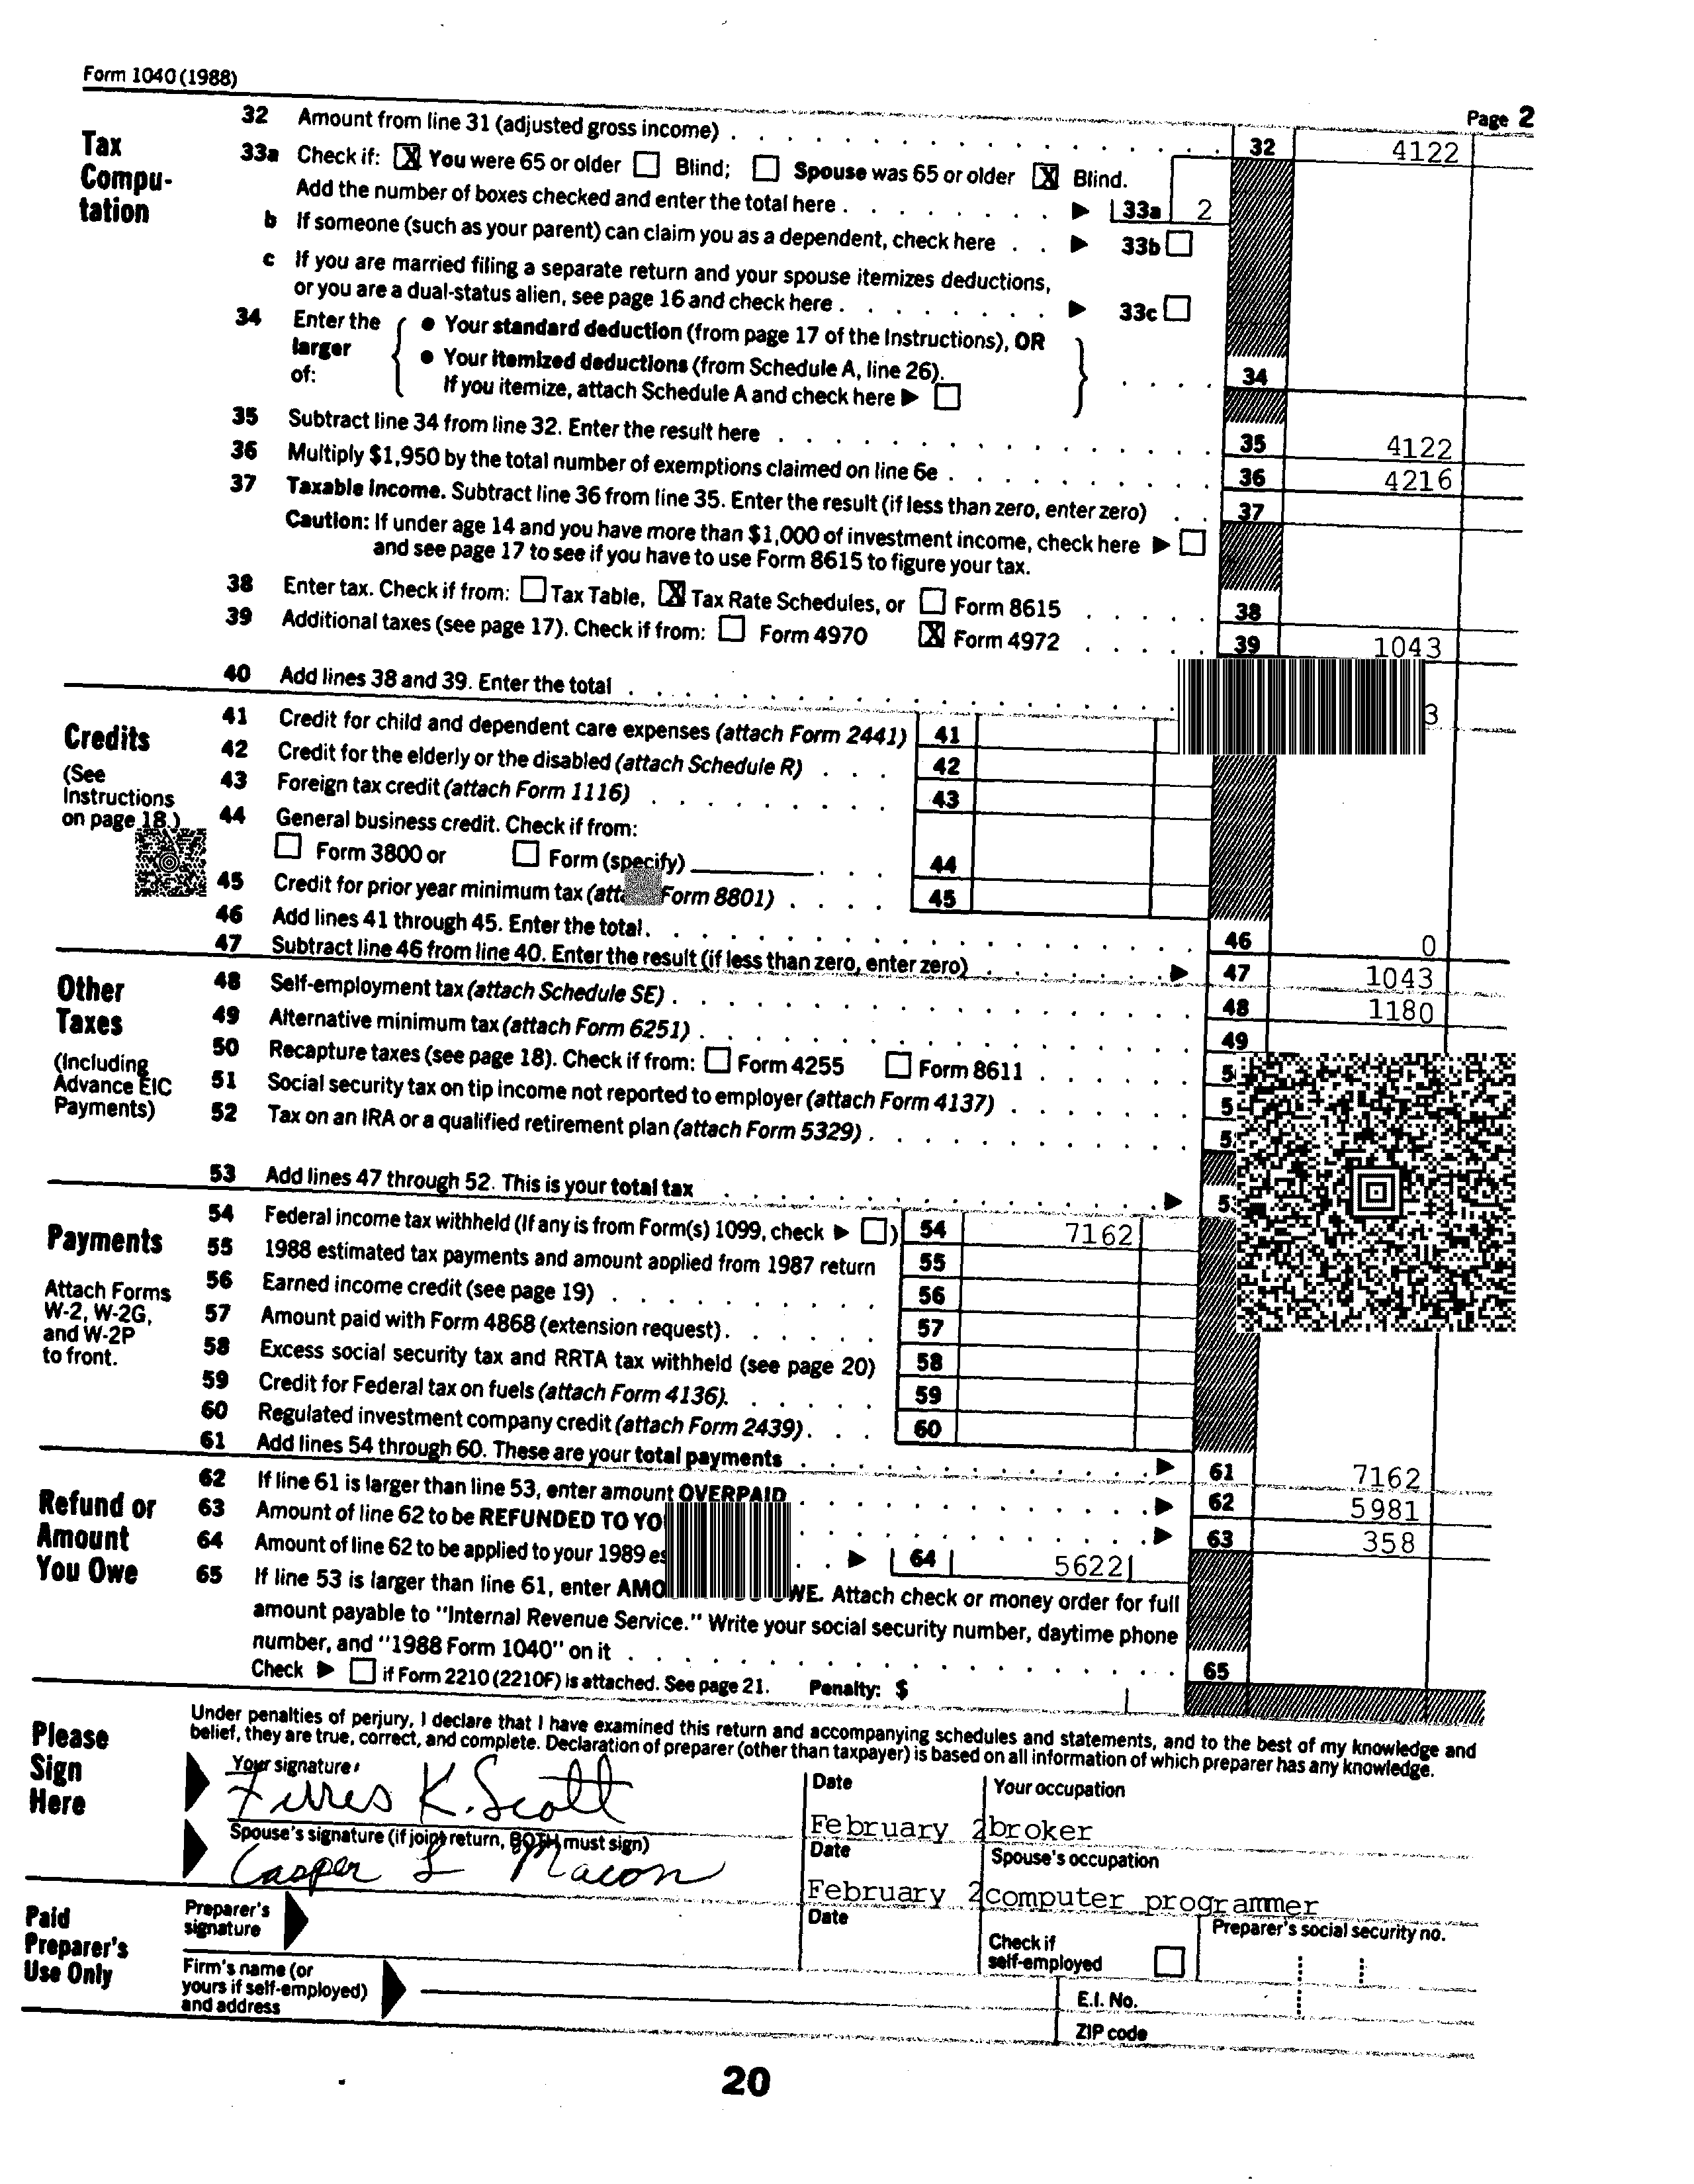 Form 1040 (1988)
Page 2
Tax Compu-
tation
32 Amount from line 31 (adjusted gross income) . . . 32 4122
33a Check if: [X] You were 65 or older [ ] Blind; [ ] Spouse was 65 or older [X] Blind.
Add the number of boxes checked and enter the total here . . . ▶ 33a 2
b If someone (such as your parent) can claim you as a dependent, check here . . ▶ 33b [ ]
c If you are married filing a separate return and your spouse itemizes deductions,
or you are a dual-status alien, see page 16 and check here . . . ▶ 33c [ ]
34 Enter the larger of:
● Your standard deduction (from page 17 of the Instructions), OR
● Your itemized deductions (from Schedule A, line 26).
If you itemize, attach Schedule A and check here ▶ [ ] . . . . 34
35 Subtract line 34 from line 32. Enter the result here . . . 35 4122
36 Multiply $1,950 by the total number of exemptions claimed on line 6e . . . 36 4216
37 Taxable income. Subtract line 36 from line 35. Enter the result (if less than zero, enter zero) . . 37
Caution: If under age 14 and you have more than $1,000 of investment income, check here ▶ [ ]
and see page 17 to see if you have to use Form 8615 to figure your tax.
38 Enter tax. Check if from: [ ] Tax Table, [X] Tax Rate Schedules, or [ ] Form 8615 . . . 38
39 Additional taxes (see page 17). Check if from: [ ] Form 4970 [X] Form 4972 . . . 39 1043
40 Add lines 38 and 39. Enter the total . . . 3
Credits
(See
Instructions
on page 18.)
41 Credit for child and dependent care expenses (attach Form 2441) 41
42 Credit for the elderly or the disabled (attach Schedule R) . . . 42
43 Foreign tax credit (attach Form 1116) . . . 43
44 General business credit. Check if from:
[ ] Form 3800 or [ ] Form (specify) . . . 44
45 Credit for prior year minimum tax (atta Form 8801) . . . . 45
46 Add lines 41 through 45. Enter the total . . . 46 0
47 Subtract line 46 from line 40. Enter the result (if less than zero, enter zero) . . . ▶ 47 1043
Other
Taxes
(Including
Advance EIC
Payments)
48 Self-employment tax (attach Schedule SE) . . . 48 1180
49 Alternative minimum tax (attach Form 6251) . . . 49
50 Recapture taxes (see page 18). Check if from: [ ] Form 4255 [ ] Form 8611 . . . 5
51 Social security tax on tip income not reported to employer (attach Form 4137) . . . 5
52 Tax on an IRA or a qualified retirement plan (attach Form 5329) . . . 5
53 Add lines 47 through 52. This is your total tax . . . ▶ 5
Payments
Attach Forms
W-2, W-2G,
and W-2P
to front.
54 Federal income tax withheld (If any is from Form(s) 1099, check ▶ [ ] ) 54 7162
55 1988 estimated tax payments and amount applied from 1987 return 55
56 Earned income credit (see page 19) . . . 56
57 Amount paid with Form 4868 (extension request) . . . 57
58 Excess social security tax and RRTA tax withheld (see page 20) 58
59 Credit for Federal tax on fuels (attach Form 4136). . . . 59
60 Regulated investment company credit (attach Form 2439) . . . 60
61 Add lines 54 through 60. These are your total payments . . . ▶ 61 7162
Refund or
Amount
You Owe
62 If line 61 is larger than line 53, enter amount OVERPAID . . . ▶ 62 5981
63 Amount of line 62 to be REFUNDED TO YO . . . ▶ 63 358
64 Amount of line 62 to be applied to your 1989 es . . ▶ 64 5622
65 If line 53 is larger than line 61, enter AMO WE. Attach check or money order for full
amount payable to "Internal Revenue Service." Write your social security number, daytime phone
number, and "1988 Form 1040" on it . . . 65
Check ▶ [ ] if Form 2210 (2210F) is attached. See page 21. Penalty: $
Please
Sign
Here
Under penalties of perjury, I declare that I have examined this return and accompanying schedules and statements, and to the best of my knowledge and
belief, they are true, correct, and complete. Declaration of preparer (other than taxpayer) is based on all information of which preparer has any knowledge.
Your signature Date Your occupation
Ferres K. Scott February 2 broker
Spouse's signature (if joint return, BOTH must sign) Date Spouse's occupation
Casper L Macon February 2 computer programmer
Paid
Preparer's
Use Only
Preparer's signature Date Check if self-employed [ ] Preparer's social security no.
Firm's name (or
yours if self-employed)
and address
E.I. No.
ZIP code
20